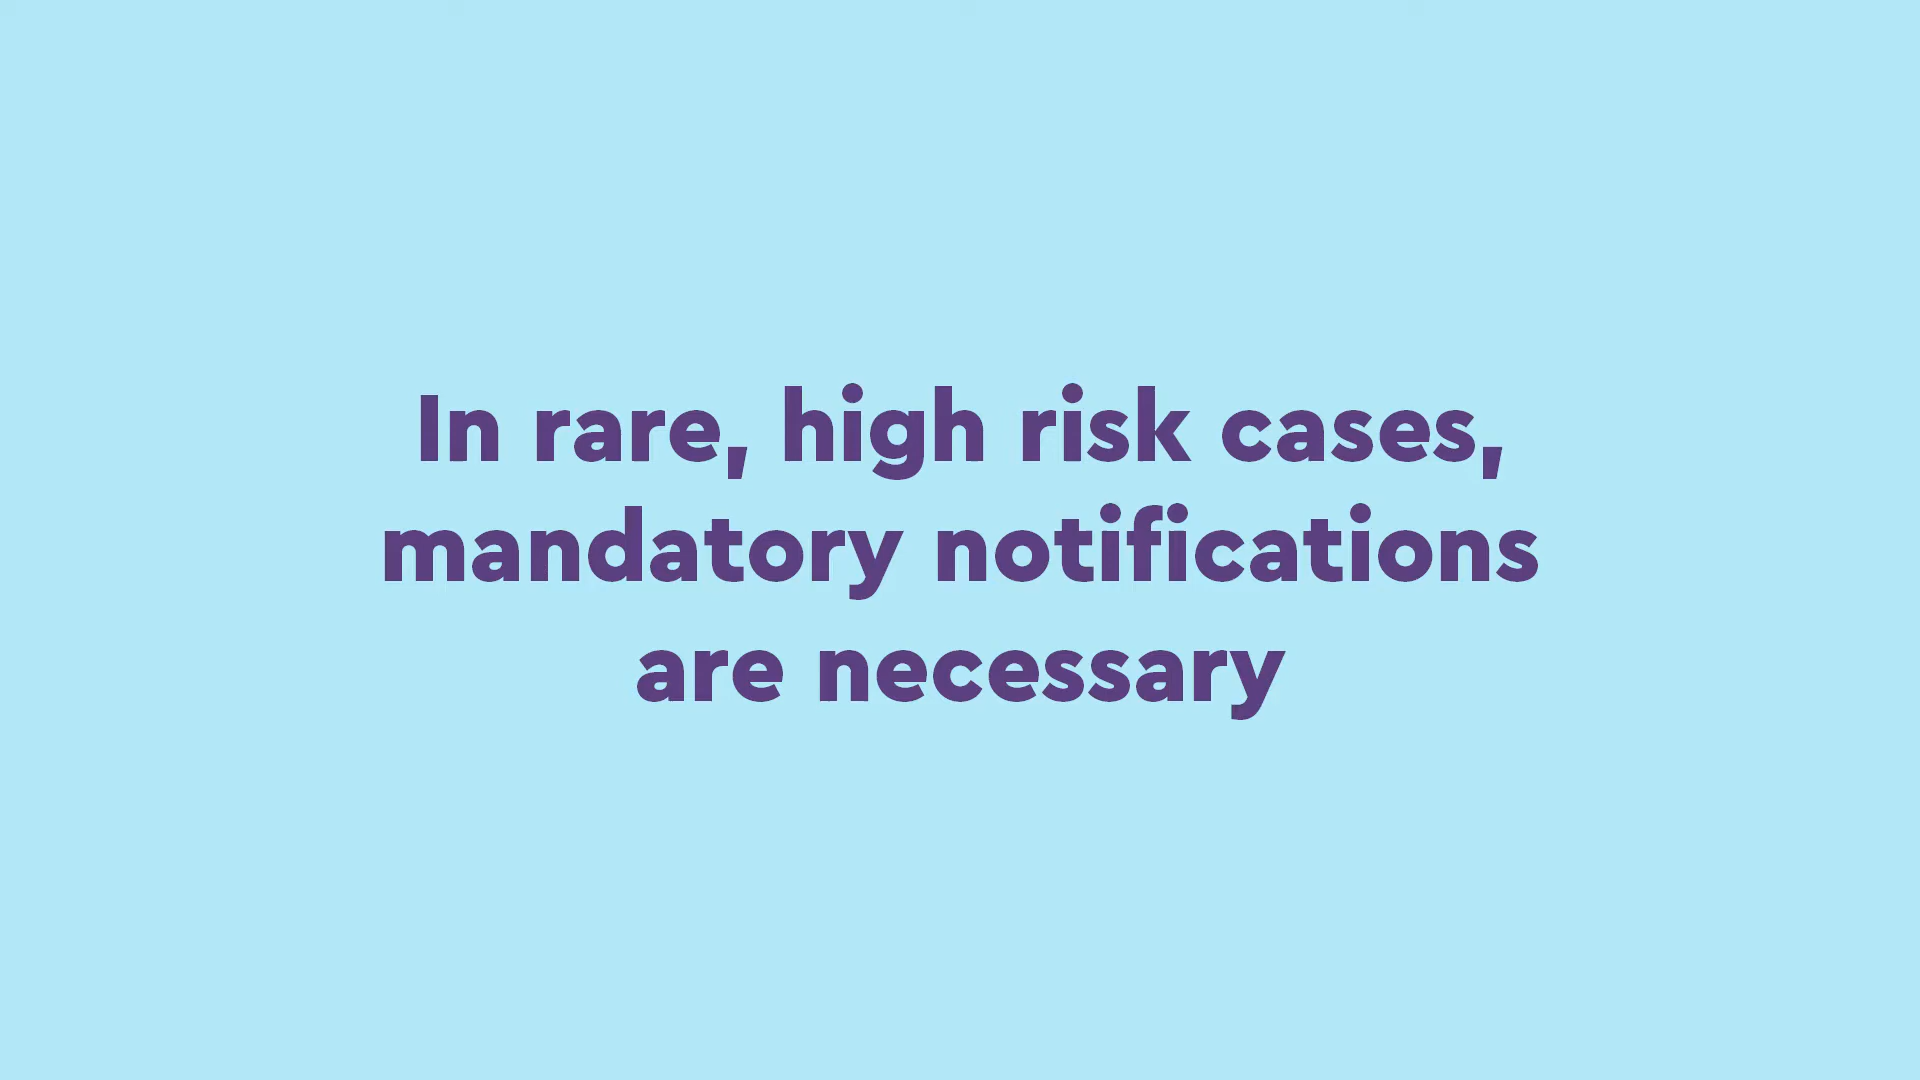 In rare, high risk cases,
mandatory notifications
are necessary